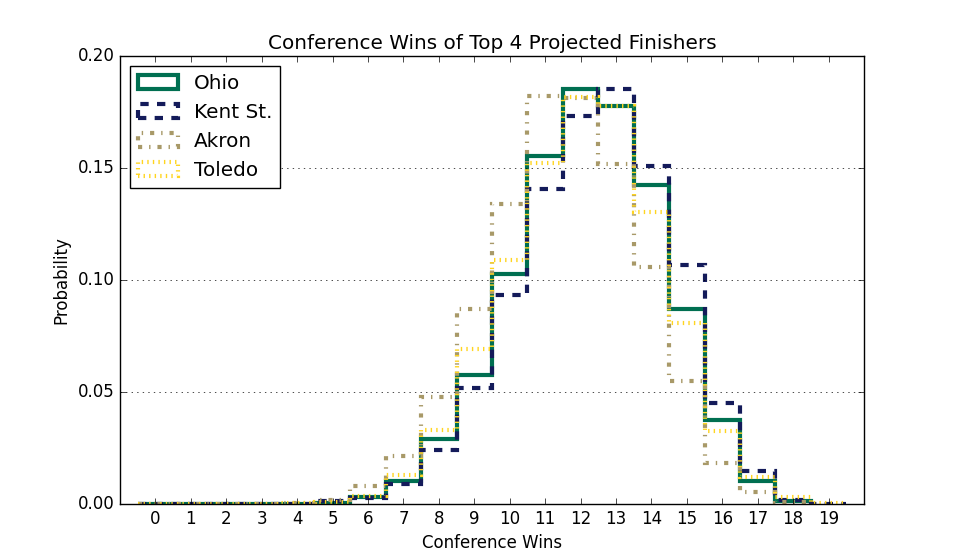 Conference Wins of Top 4 Projected Finishers
Ohio
Kent St.
Akron
Toledo
Probability
0.20
0.15
0.10
0.05
0.00
0 1 2 3 4 5 6 7 8 9 10 11 12 13 14 15 16 17 18 19
Conference Wins